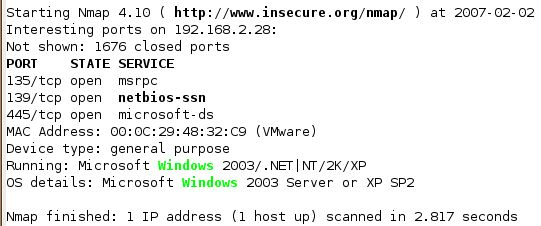 Starting Nmap 4.10 ( http://www.insecure.org/nmap/ ) at 2007-02-02
Interesting ports on 192.168.2.28:
Not shown: 1676 closed ports
PORT    STATE SERVICE
135/tcp open  msrpc
139/tcp open  netbios-ssn
445/tcp open  microsoft-ds
MAC Address: 00:0C:29:48:32:C9 (VMware)
Device type: general purpose
Running: Microsoft Windows 2003/.NET|NT/2K/XP
OS details: Microsoft Windows 2003 Server or XP SP2
Nmap finished: 1 IP address (1 host up) scanned in 2.817 seconds